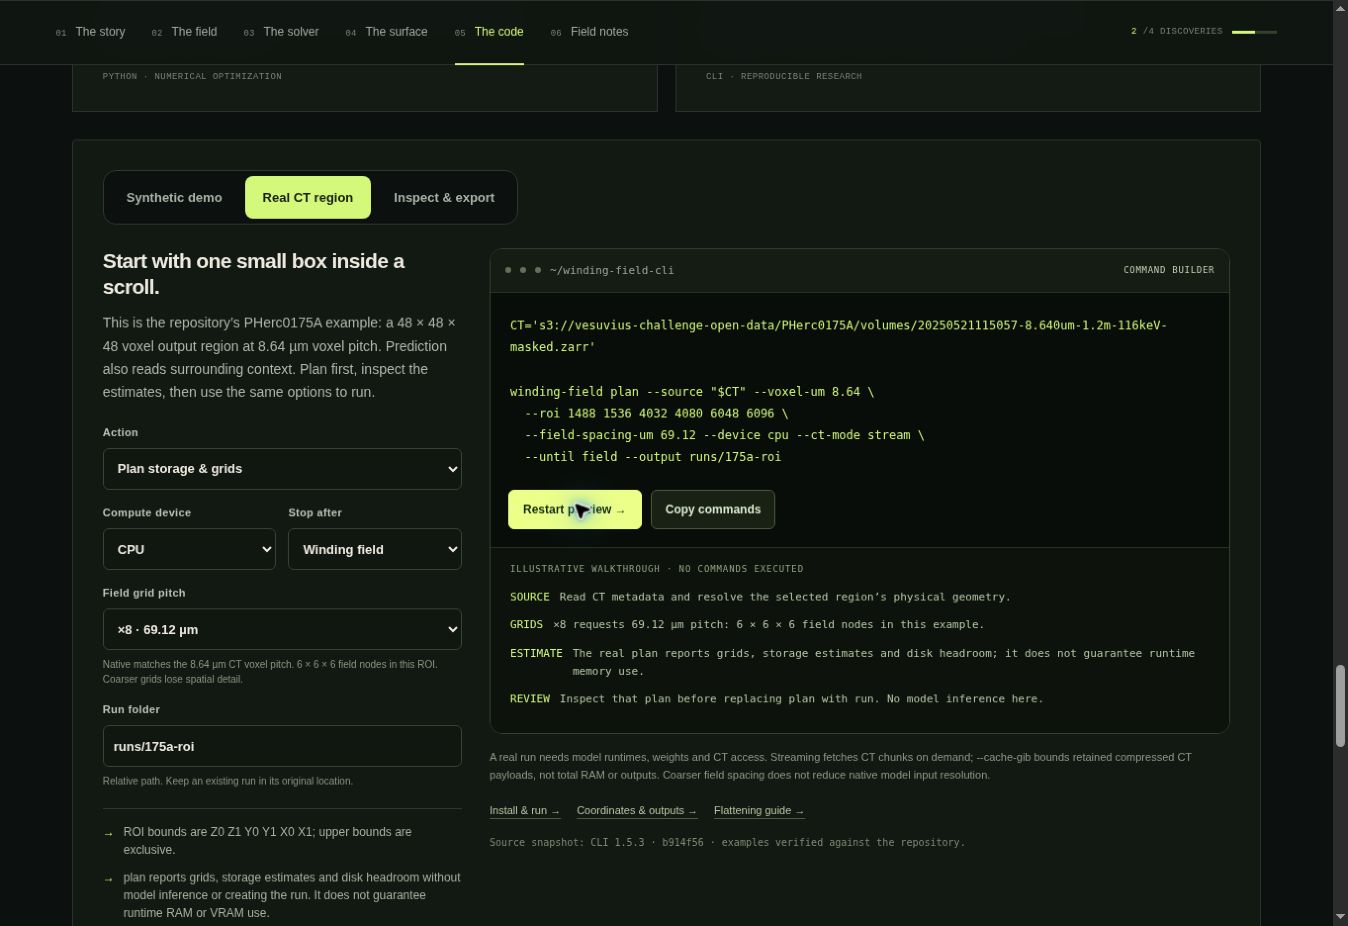 01 The story 02 The field 03 The solver 04 The surface 05 The code 06 Field notes 2 /4 DISCOVERIES
PYTHON · NUMERICAL OPTIMIZATION
CLI · REPRODUCIBLE RESEARCH
Synthetic demo Real CT region Inspect & export
Start with one small box inside a
scroll.
This is the repository's PHerc0175A example: a 48 × 48 ×
48 voxel output region at 8.64 µm voxel pitch. Prediction
also reads surrounding context. Plan first, inspect the
estimates, then use the same options to run.
Action
Plan storage & grids
Compute device Stop after
CPU Winding field
Field grid pitch
×8 · 69.12 µm
Native matches the 8.64 µm CT voxel pitch. 6 × 6 × 6 field nodes in this ROI.
Coarser grids lose spatial detail.
Run folder
runs/175a-roi
Relative path. Keep an existing run in its original location.
→ ROI bounds are Z0 Z1 Y0 Y1 X0 X1; upper bounds are
exclusive.
→ plan reports grids, storage estimates and disk headroom without
model inference or creating the run. It does not guarantee
runtime RAM or VRAM use.
~/winding-field-cli COMMAND BUILDER
CT='s3://vesuvius-challenge-open-data/PHerc0175A/volumes/20250521115057-8.640um-1.2m-116keV-
masked.zarr'
winding-field plan --source "$CT" --voxel-um 8.64 \
--roi 1488 1536 4032 4080 6048 6096 \
--field-spacing-um 69.12 --device cpu --ct-mode stream \
--until field --output runs/175a-roi
Restart preview → Copy commands
ILLUSTRATIVE WALKTHROUGH · NO COMMANDS EXECUTED
SOURCE Read CT metadata and resolve the selected region's physical geometry.
GRIDS ×8 requests 69.12 µm pitch: 6 × 6 × 6 field nodes in this example.
ESTIMATE The real plan reports grids, storage estimates and disk headroom; it does not guarantee runtime
memory use.
REVIEW Inspect that plan before replacing plan with run. No model inference here.
A real run needs model runtimes, weights and CT access. Streaming fetches CT chunks on demand; --cache-gib bounds retained compressed CT
payloads, not total RAM or outputs. Coarser field spacing does not reduce native model input resolution.
Install & run → Coordinates & outputs → Flattening guide →
Source snapshot: CLI 1.5.3 · b914f56 · examples verified against the repository.